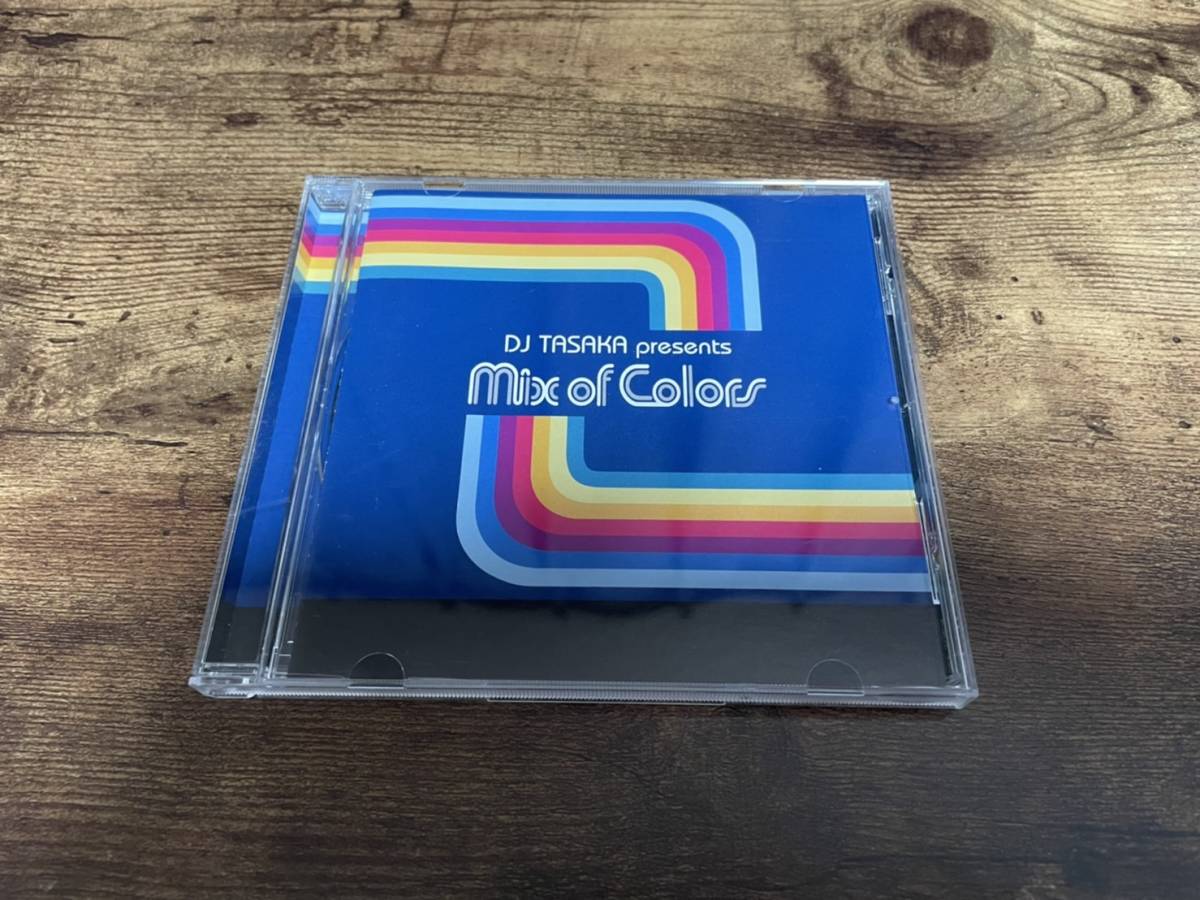 DJ TASAKA presents
Mix of Colors